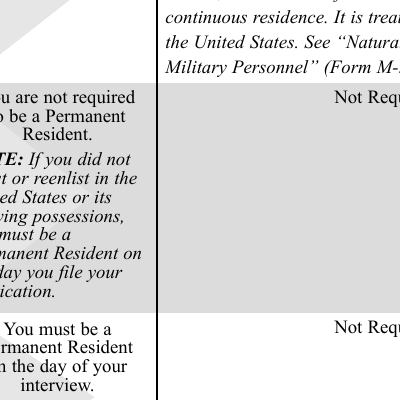 continuous residence. It is trea
the United States. See “Natura
Military Personnel” (Form M-
u are not required
o be a Permanent
Resident.
TE: If you did not
t or reenlist in the
ed States or its
ving possessions,
must be a
manent Resident on
day you file your
ication.
Not Requ
You must be a
rmanent Resident
n the day of your
interview.
Not Requ